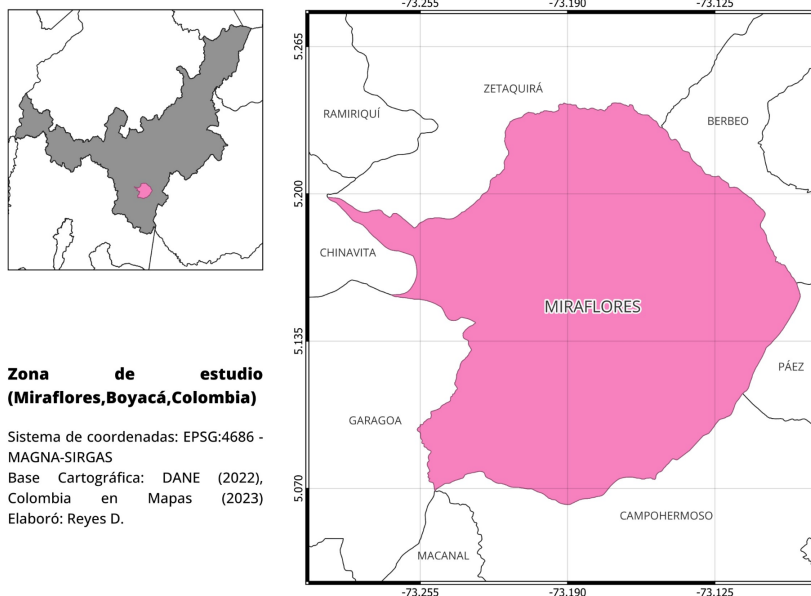 -73.255 -73.190 -73.125
5.265
ZETAQUIRÁ
RAMIRIQUÍ
BERBEO
5.200
CHINAVITA
MIRAFLORES
5.135
PÁEZ
GARAGOA
5.070
CAMPOHERMOSO
MACANAL
-73.255 -73.190 -73.125
Zona de estudio
(Miraflores,Boyacá,Colombia)
Sistema de coordenadas: EPSG:4686 -
MAGNA-SIRGAS
Base Cartográfica: DANE (2022),
Colombia en Mapas (2023)
Elaboró: Reyes D.